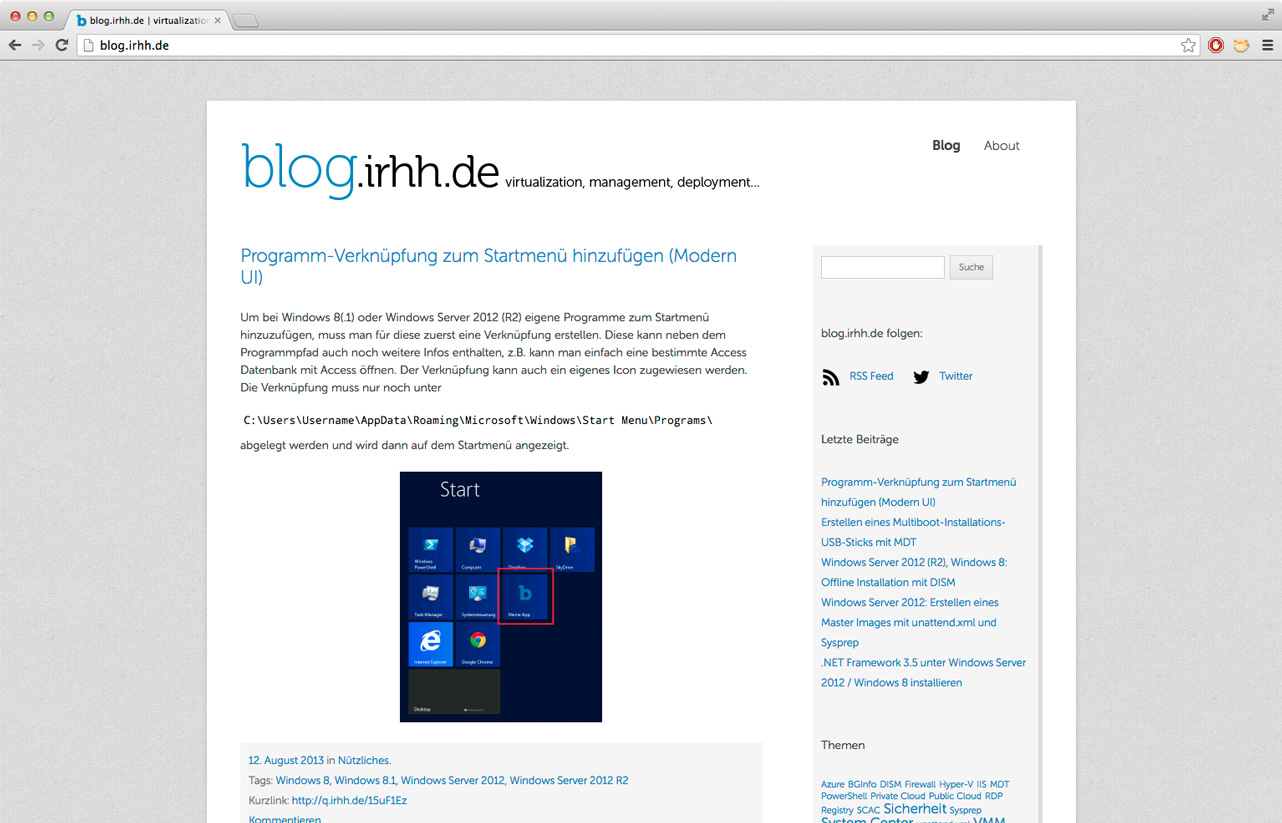 blog.irhh.de | virtualizatio
blog.irhh.de
blog.irhh.de virtualization, management, deployment...
Blog About
Programm-Verknüpfung zum Startmenü hinzufügen (Modern
UI)
Um bei Windows 8(.1) oder Windows Server 2012 (R2) eigene Programme zum Startmenü
hinzuzufügen, muss man für diese zuerst eine Verknüpfung erstellen. Diese kann neben dem
Programmpfad auch noch weitere Infos enthalten, z.B. kann man einfach eine bestimmte Access
Datenbank mit Access öffnen. Der Verknüpfung kann auch ein eigenes Icon zugewiesen werden.
Die Verknüpfung muss nur noch unter
C:\Users\Username\AppData\Roaming\Microsoft\Windows\Start Menu\Programs\
abgelegt werden und wird dann auf dem Startmenü angezeigt.
Start
Windows
PowerShell
Computer
Dropbox
SkyDrive
Task-Manager
Systemsteuerung
Meine App
Internet Explorer
Google Chrome
Desktop
12. August 2013 in Nützliches.
Tags: Windows 8, Windows 8.1, Windows Server 2012, Windows Server 2012 R2
Kurzlink: http://q.irhh.de/15uF1Ez
Kommentieren
Suche
blog.irhh.de folgen:
RSS Feed Twitter
Letzte Beiträge
Programm-Verknüpfung zum Startmenü
hinzufügen (Modern UI)
Erstellen eines Multiboot-Installations-
USB-Sticks mit MDT
Windows Server 2012 (R2), Windows 8:
Offline Installation mit DISM
Windows Server 2012: Erstellen eines
Master Images mit unattend.xml und
Sysprep
.NET Framework 3.5 unter Windows Server
2012 / Windows 8 installieren
Themen
Azure BGInfo DISM Firewall Hyper-V IIS MDT
PowerShell Private Cloud Public Cloud RDP
Registry SCAC Sicherheit Sysprep
System Center unattend.xml VMM